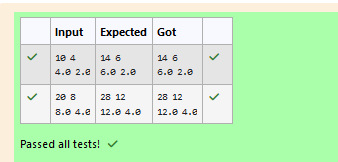 Input Expected Got
10 4 14 6 14 6
4.0 2.0 6.0 2.0 6.0 2.0
20 8 28 12 28 12
8.0 4.0 12.0 4.0 12.0 4.0
Passed all tests!